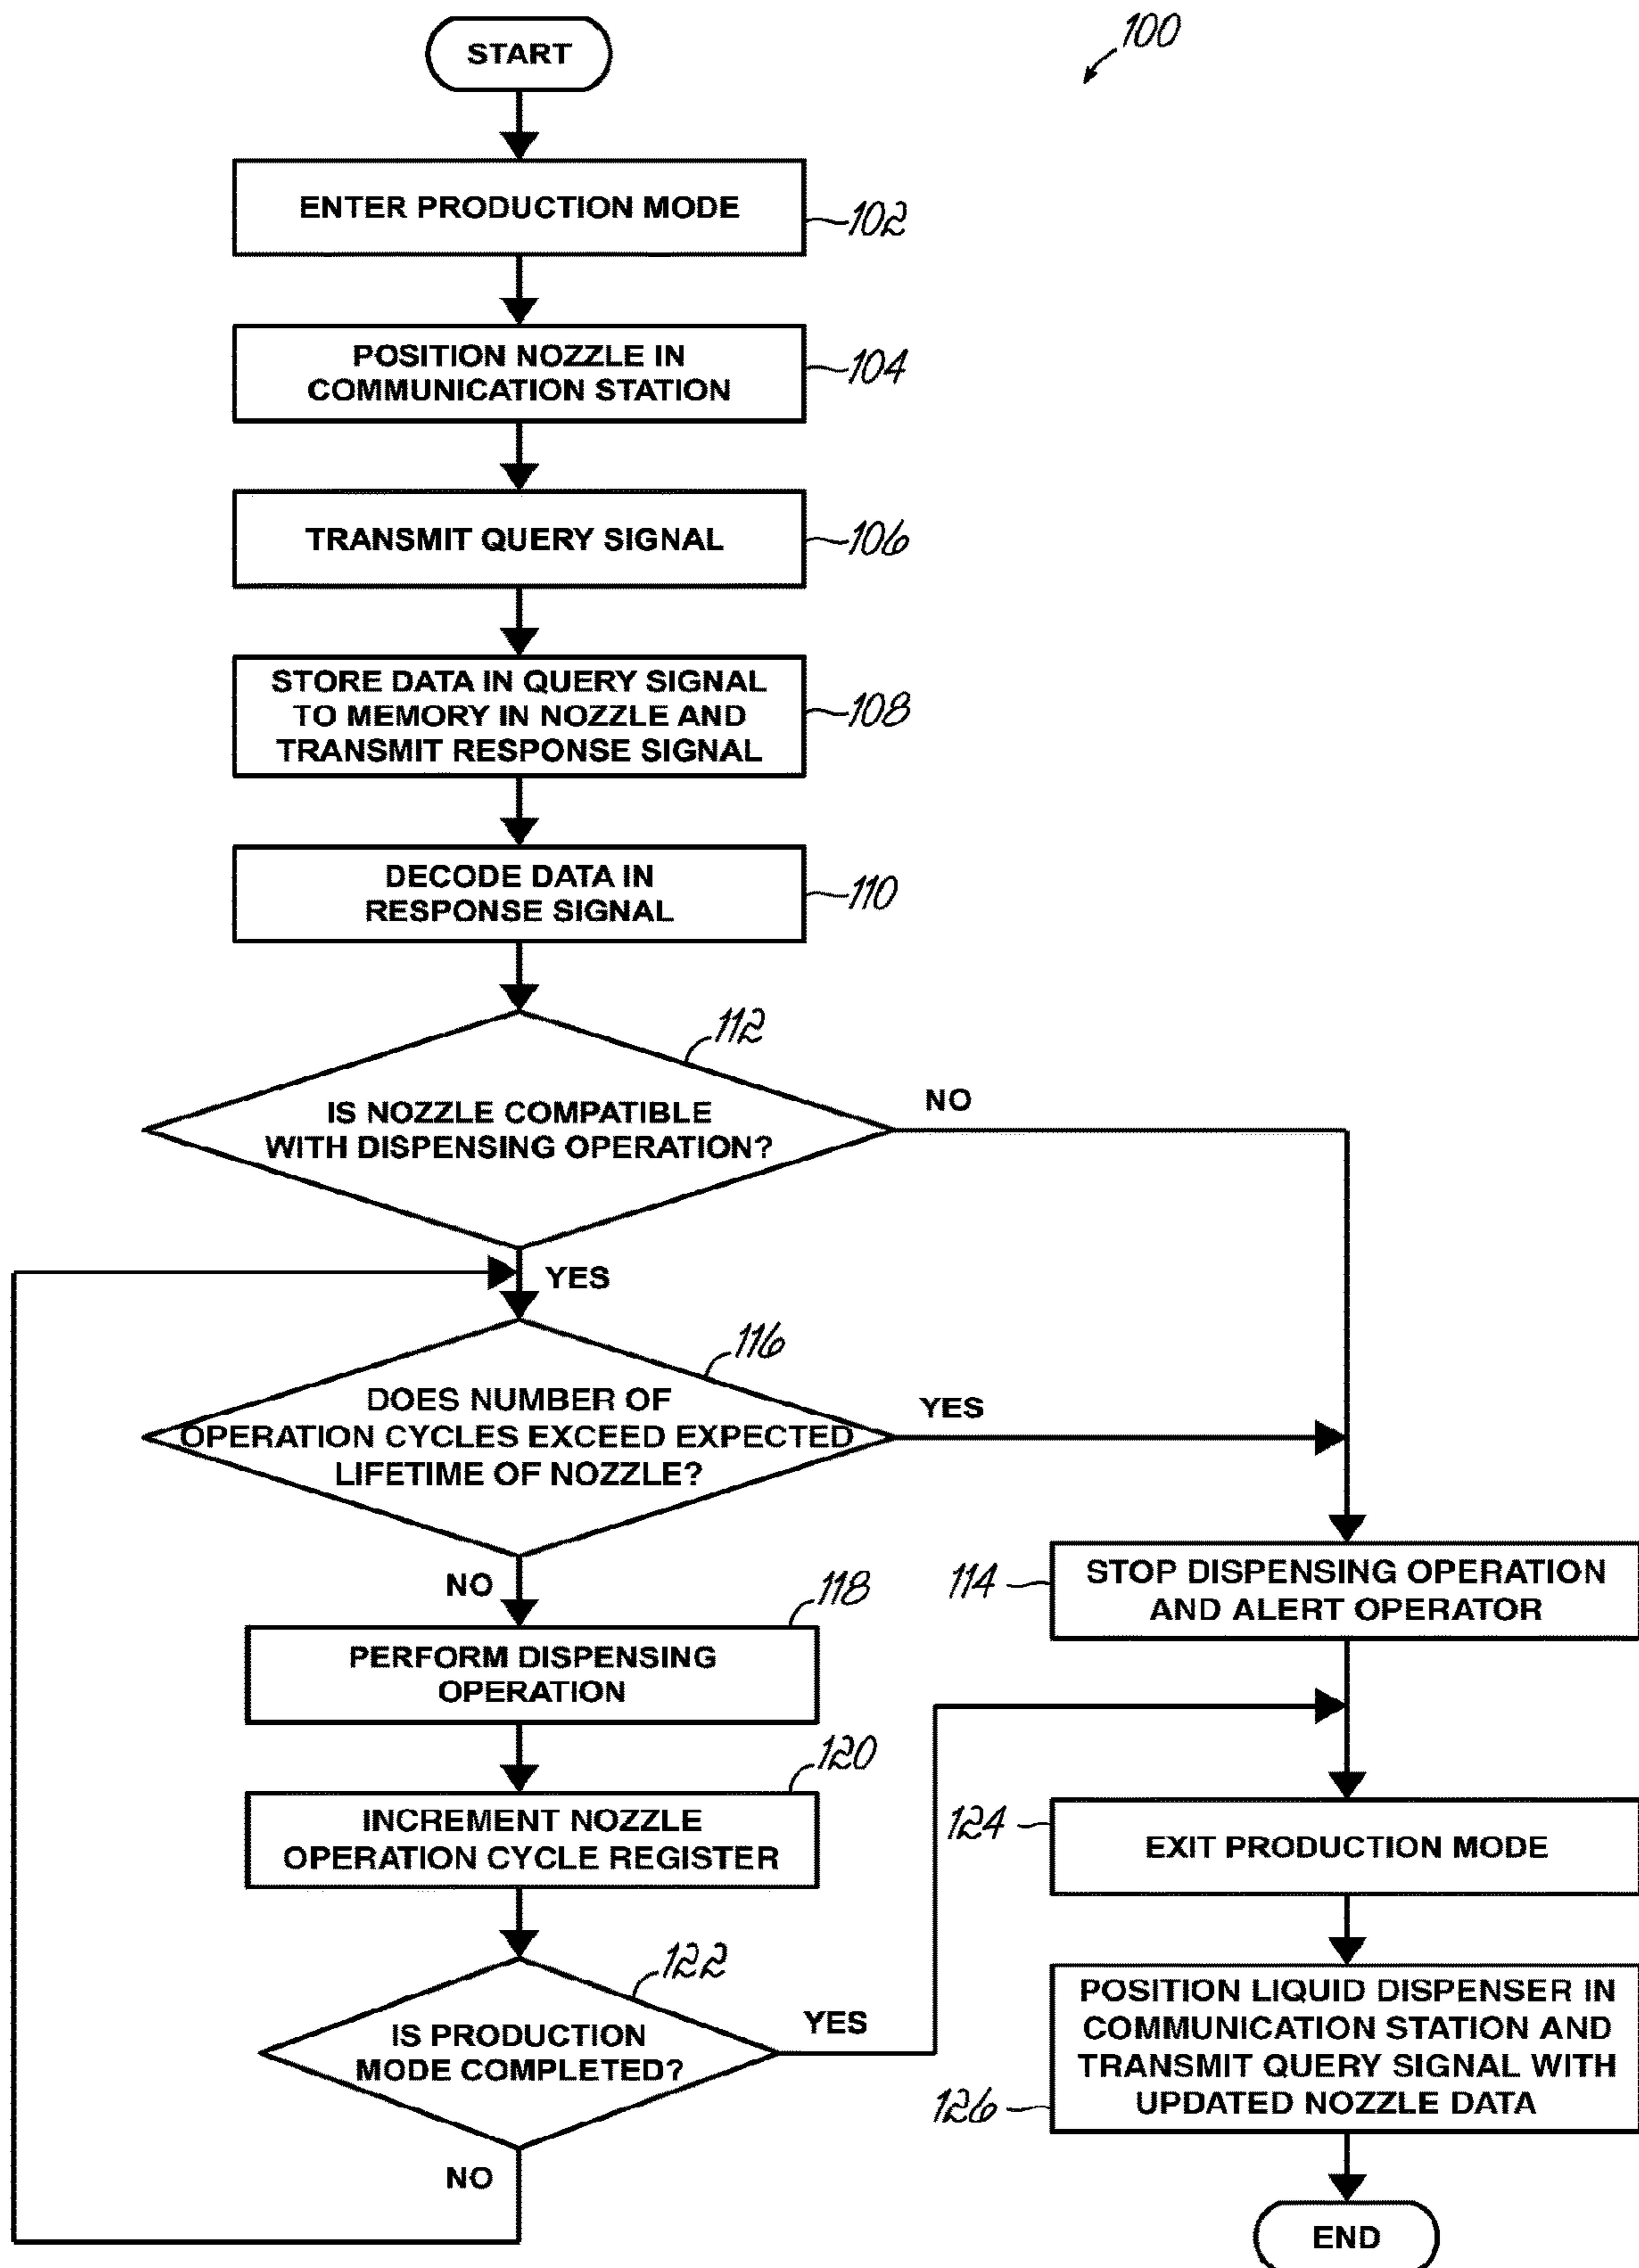 START
100
ENTER PRODUCTION MODE
102
POSITION NOZZLE IN
COMMUNICATION STATION
104
TRANSMIT QUERY SIGNAL
106
STORE DATA IN QUERY SIGNAL
TO MEMORY IN NOZZLE AND
TRANSMIT RESPONSE SIGNAL
108
DECODE DATA IN
RESPONSE SIGNAL
110
112
IS NOZZLE COMPATIBLE
WITH DISPENSING OPERATION?
NO
YES
116
DOES NUMBER OF
OPERATION CYCLES EXCEED EXPECTED
LIFETIME OF NOZZLE?
YES
NO
114
STOP DISPENSING OPERATION
AND ALERT OPERATOR
118
PERFORM DISPENSING
OPERATION
120
INCREMENT NOZZLE
OPERATION CYCLE REGISTER
124
EXIT PRODUCTION MODE
122
IS PRODUCTION
MODE COMPLETED?
YES
NO
POSITION LIQUID DISPENSER IN
COMMUNICATION STATION AND
TRANSMIT QUERY SIGNAL WITH
UPDATED NOZZLE DATA
126
END